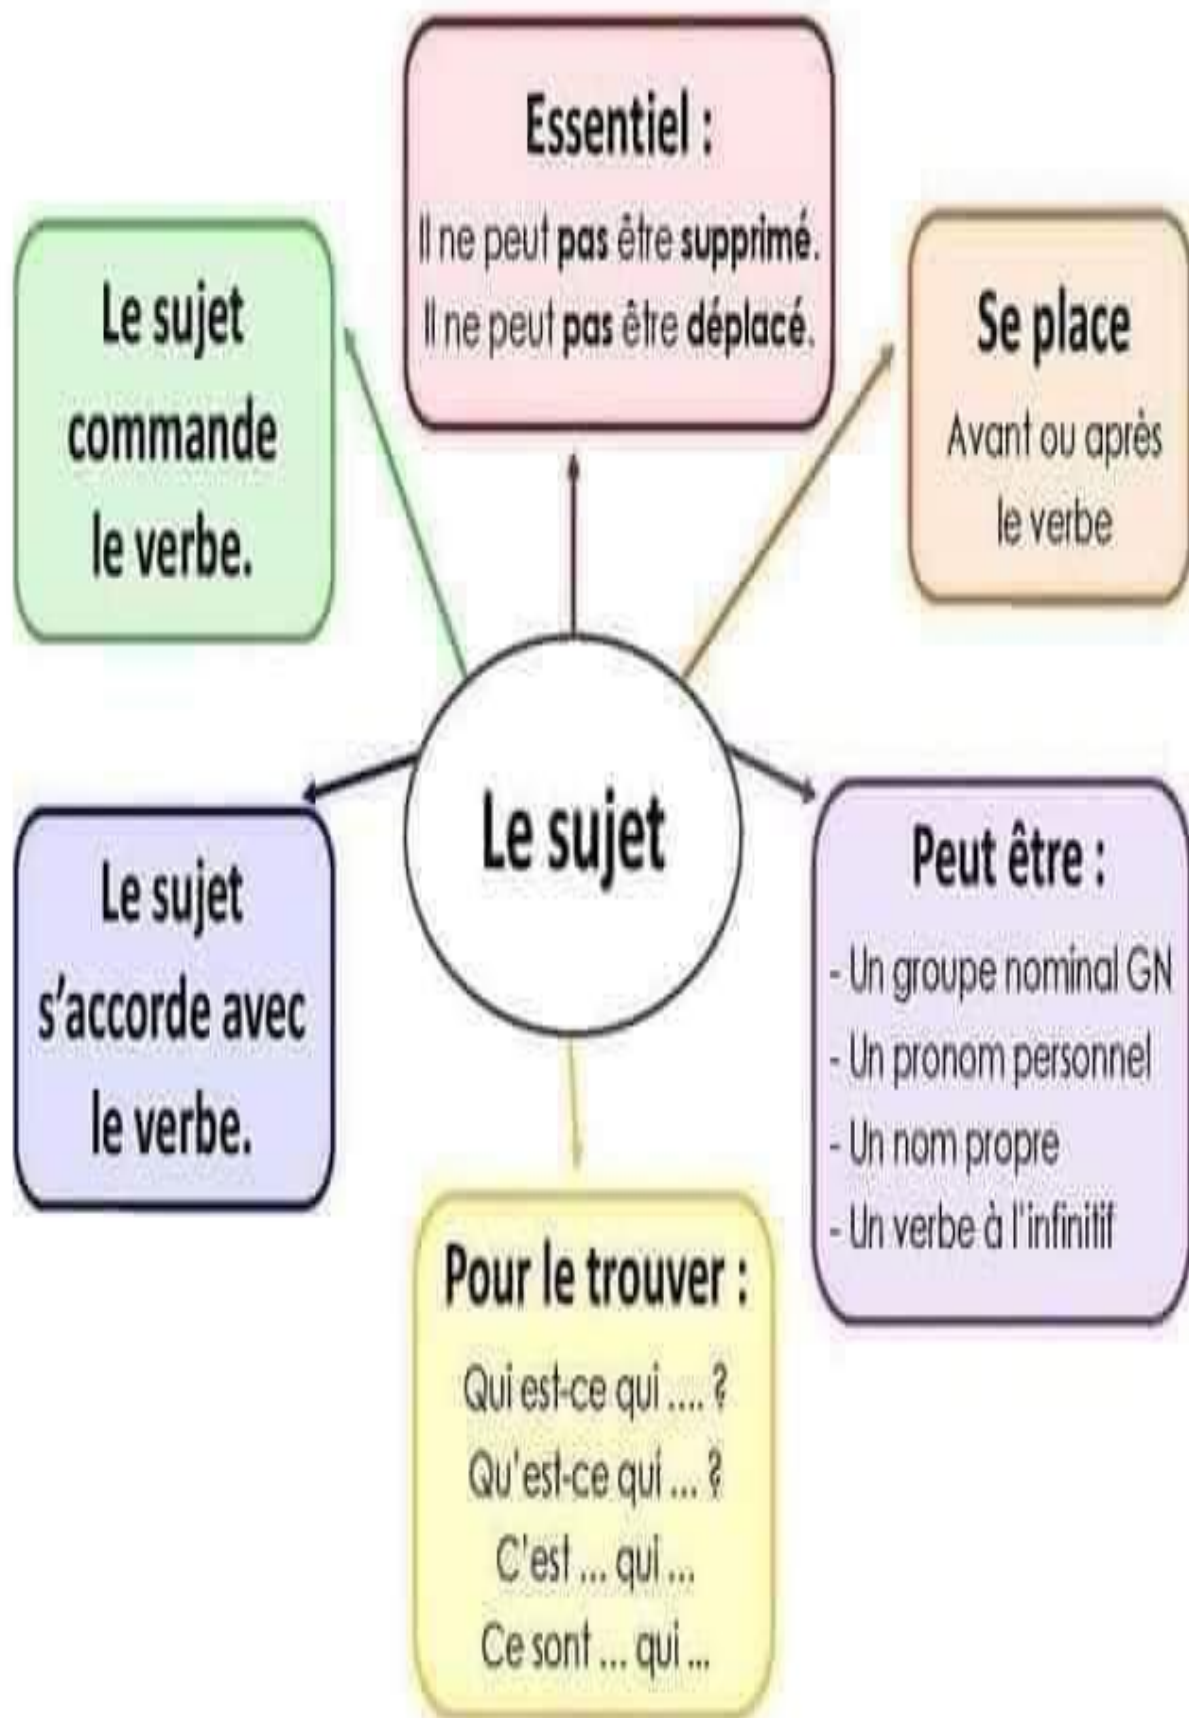 Essentiel :
Il ne peut pas être supprimé.
Il ne peut pas être déplacé.
Le sujet
commande
le verbe.
Se place
Avant ou après
le verbe
Le sujet
Le sujet
s'accorde avec
le verbe.
Peut être :
- Un groupe nominal GN
- Un pronom personnel
- Un nom propre
- Un verbe à l'infinitif
Pour le trouver :
Qui est-ce qui .... ?
Qu'est-ce qui ... ?
C'est ... qui ...
Ce sont ... qui ...